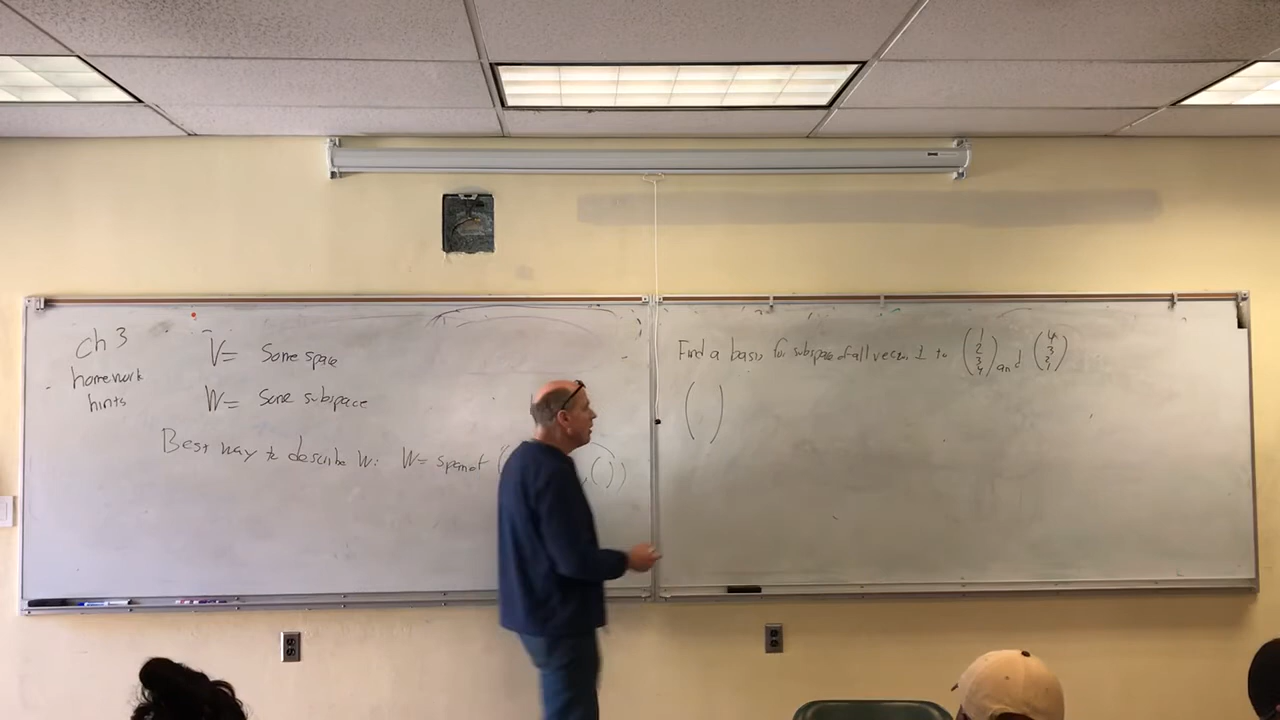 ch 3
homework
hints
V= Some space
W= Some subspace
Best way to describe W: W= span of ( ,( ))
Find a basis for subspace of all vectors ⊥ to (1 2 3 4) and (4 3 2 1)
( )